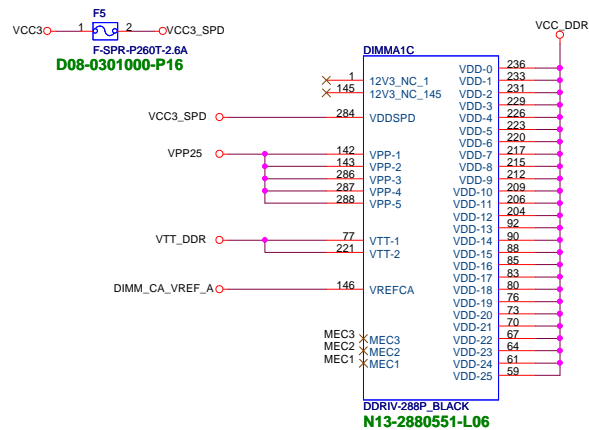 F5
VCC3 1 2 VCC3_SPD
F-SPR-P260T-2.6A
D08-0301000-P16
VCC_DDR
DIMMA1C
1 12V3_NC_1
145 12V3_NC_145
VCC3_SPD 284 VDDSPD
VPP25 142 VPP-1
143 VPP-2
286 VPP-3
287 VPP-4
288 VPP-5
VTT_DDR 77 VTT-1
221 VTT-2
DIMM_CA_VREF_A 146 VREFCA
MEC3 MEC3
MEC2 MEC2
MEC1 MEC1
VDD-0 236
VDD-1 233
VDD-2 231
VDD-3 229
VDD-4 226
VDD-5 223
VDD-6 220
VDD-7 217
VDD-8 215
VDD-9 212
VDD-10 209
VDD-11 206
VDD-12 204
VDD-13 92
VDD-14 90
VDD-15 88
VDD-16 85
VDD-17 83
VDD-18 80
VDD-19 76
VDD-20 73
VDD-21 70
VDD-22 67
VDD-23 64
VDD-24 61
VDD-25 59
DDRIV-288P_BLACK
N13-2880551-L06